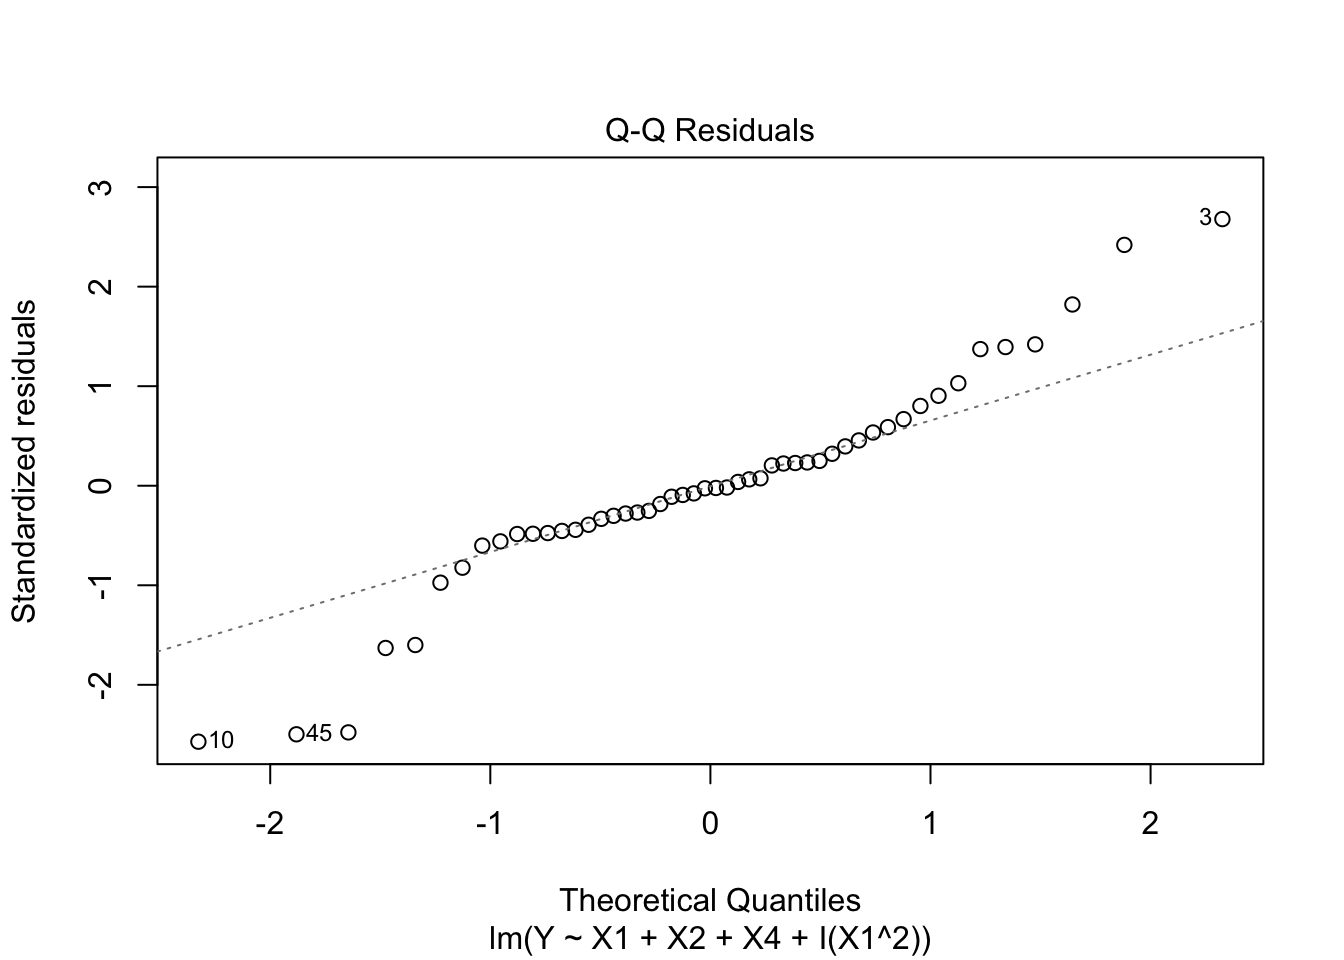 Q-Q Residuals
Standardized residuals
3
2
1
0
-1
-2
3
10
45
-2 -1 0 1 2
Theoretical Quantiles
lm(Y ~ X1 + X2 + X4 + I(X1^2))